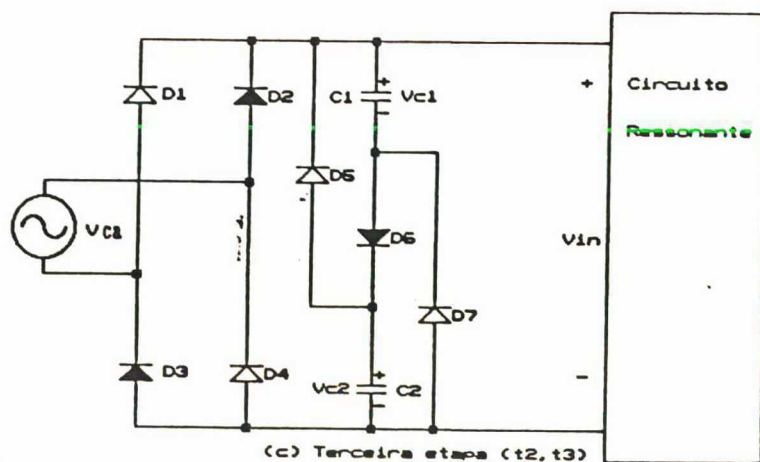 D1
D2
C1
+
Vc1
-
+
Circuito
Ressonante
D5
Vca
D6
Vin
D7
D3
D4
Vc2
+
C2
-
-
(c) Terceira etapa (t2,t3)